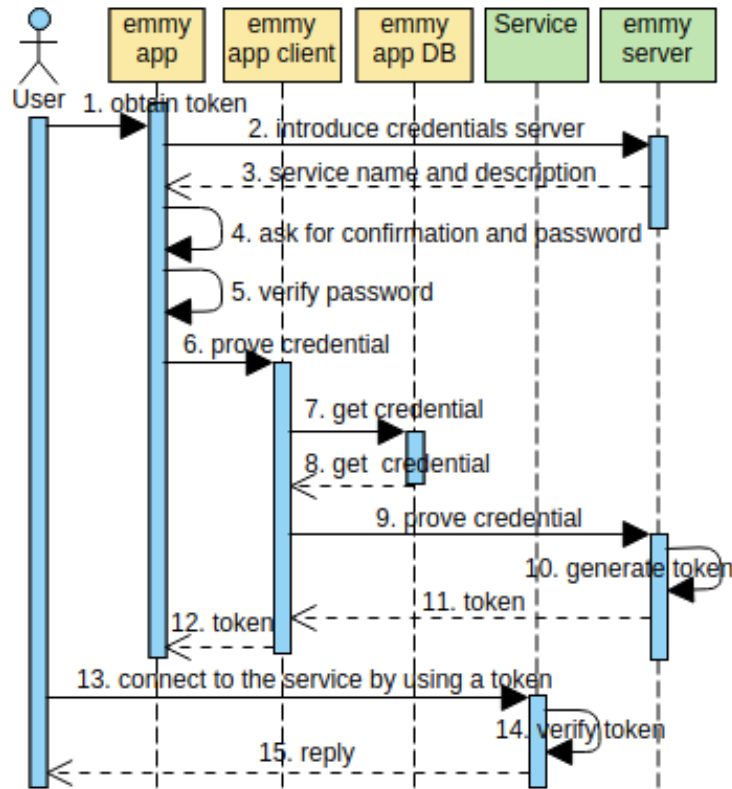 emmy
app
emmy
app client
emmy
app DB
Service
emmy
server
User
1. obtain token
2. introduce credentials server
3. service name and description
4. ask for confirmation and password
5. verify password
6. prove credential
7. get credential
8. get  credential
9. prove credential
10. generate token
11. token
12. token
13. connect to the service by using a token
14. verify token
15. reply